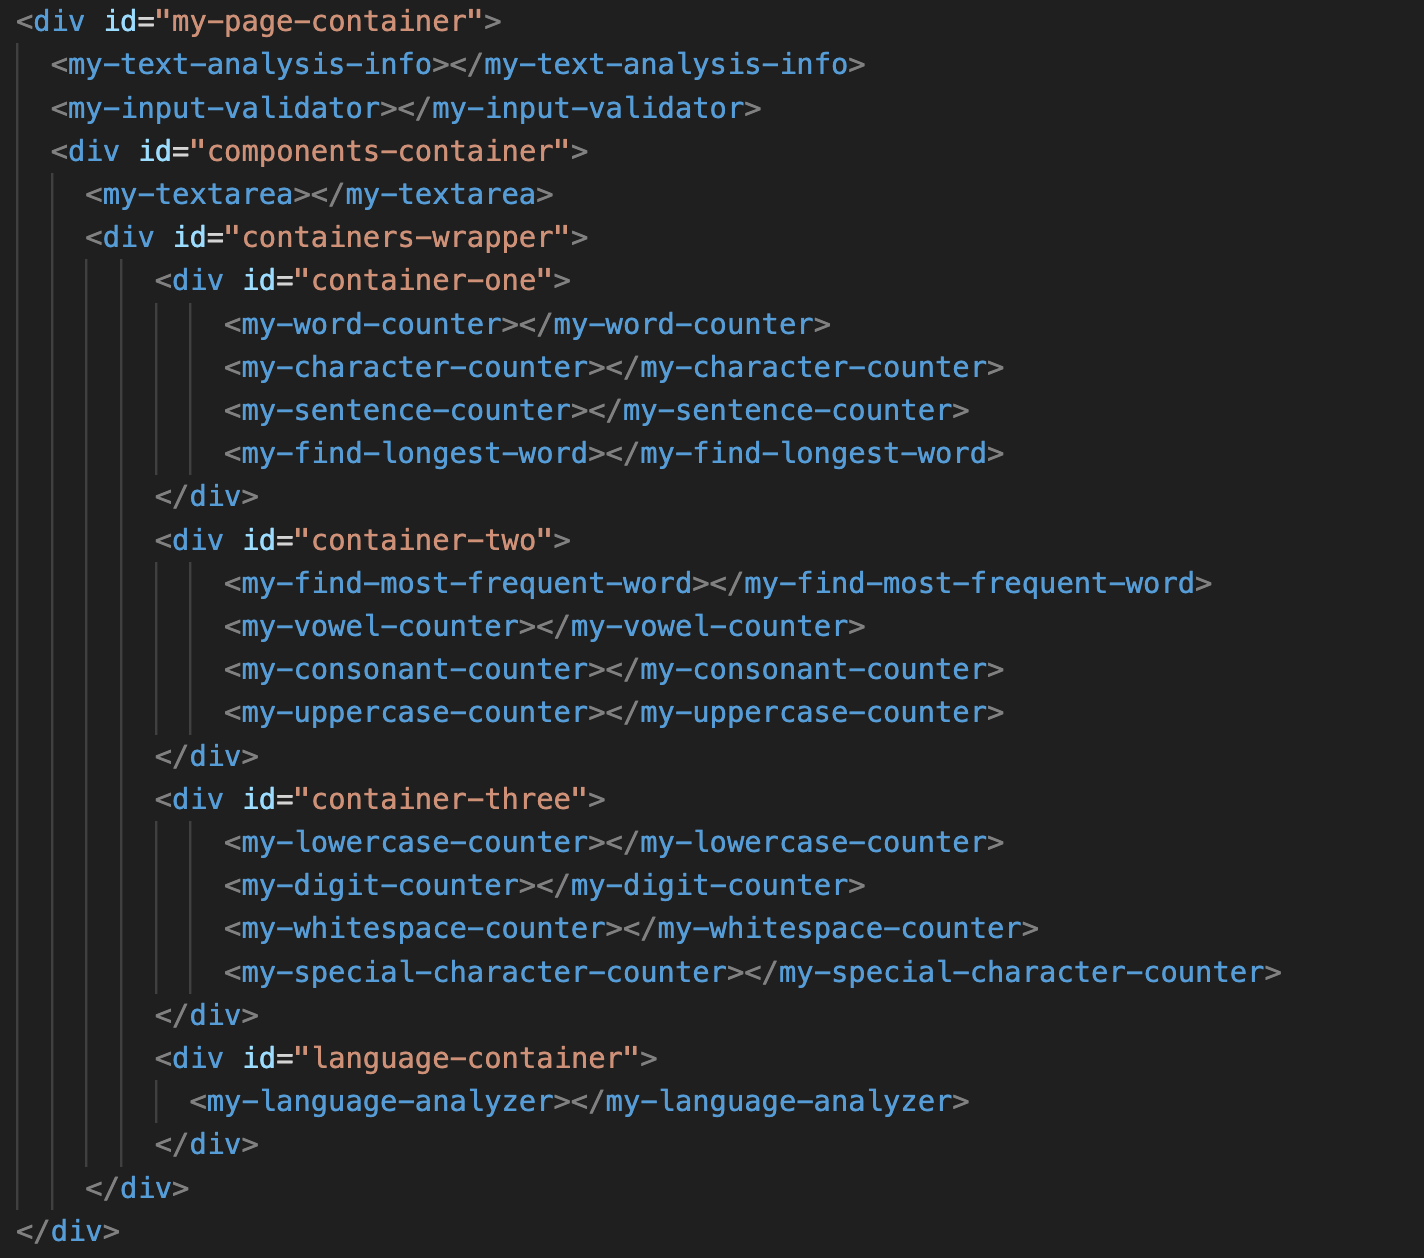 <div id="my-page-container">
<my-text-analysis-info></my-text-analysis-info>
<my-input-validator></my-input-validator>
<div id="components-container">
<my-textarea></my-textarea>
<div id="containers-wrapper">
<div id="container-one">
<my-word-counter></my-word-counter>
<my-character-counter></my-character-counter>
<my-sentence-counter></my-sentence-counter>
<my-find-longest-word></my-find-longest-word>
</div>
<div id="container-two">
<my-find-most-frequent-word></my-find-most-frequent-word>
<my-vowel-counter></my-vowel-counter>
<my-consonant-counter></my-consonant-counter>
<my-uppercase-counter></my-uppercase-counter>
</div>
<div id="container-three">
<my-lowercase-counter></my-lowercase-counter>
<my-digit-counter></my-digit-counter>
<my-whitespace-counter></my-whitespace-counter>
<my-special-character-counter></my-special-character-counter>
</div>
<div id="language-container">
<my-language-analyzer></my-language-analyzer>
</div>
</div>
</div>